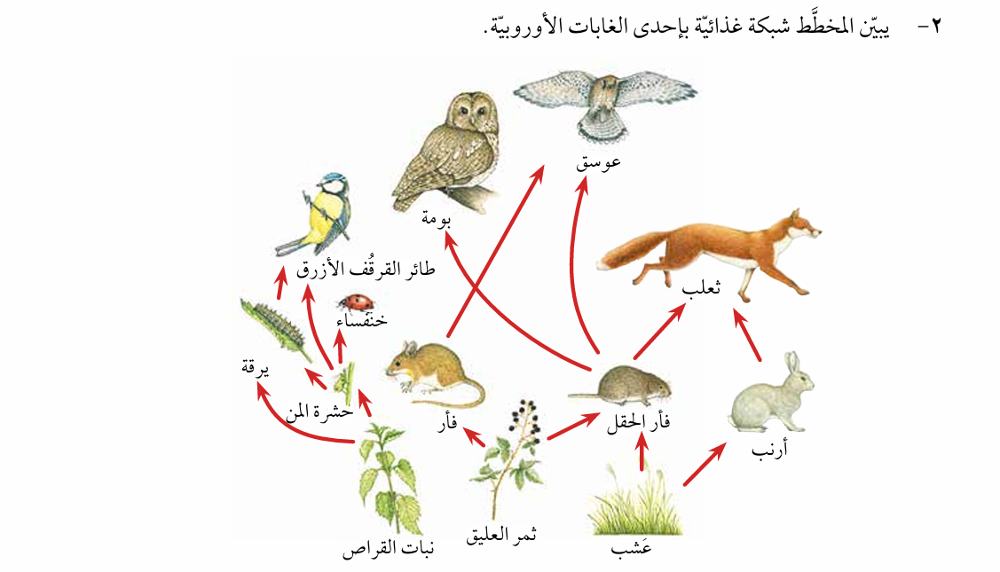 ٢- يبيّن المخطَّط شبكة غذائيّة بإحدى الغابات الأوروبيّة.
عوسق
بومة
طائر القرقُف الأزرق
ثعلب
خنفساء
يرقة
حشرة المن
فأر
فأر الحقل
أرنب
ثمر العليق
نبات القراص
عَشب